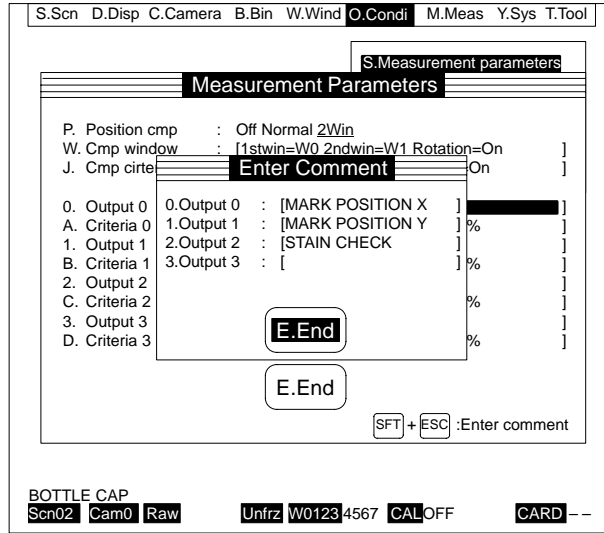 S.Scn D.Disp C.Camera B.Bin W.Wind O.Condi M.Meas Y.Sys T.Tool
S.Measurement parameters
Measurement Parameters
P. Position cmp : Off Normal 2Win
W. Cmp window : [1stwin=W0 2ndwin=W1 Rotation=On ]
J. Cmp cirte On ]
Enter Comment
0. Output 0 ]
A. Criteria 0 % ]
1. Output 1 ]
B. Criteria 1 % ]
2. Output 2 ]
C. Criteria 2 % ]
3. Output 3 ]
D. Criteria 3 % ]
0.Output 0 : [MARK POSITION X ]
1.Output 1 : [MARK POSITION Y ]
2.Output 2 : [STAIN CHECK ]
3.Output 3 : [ ]
E.End
E.End
SFT + ESC :Enter comment
BOTTLE CAP
Scn02 Cam0 Raw Unfrz W0123 4567 CAL OFF CARD – –